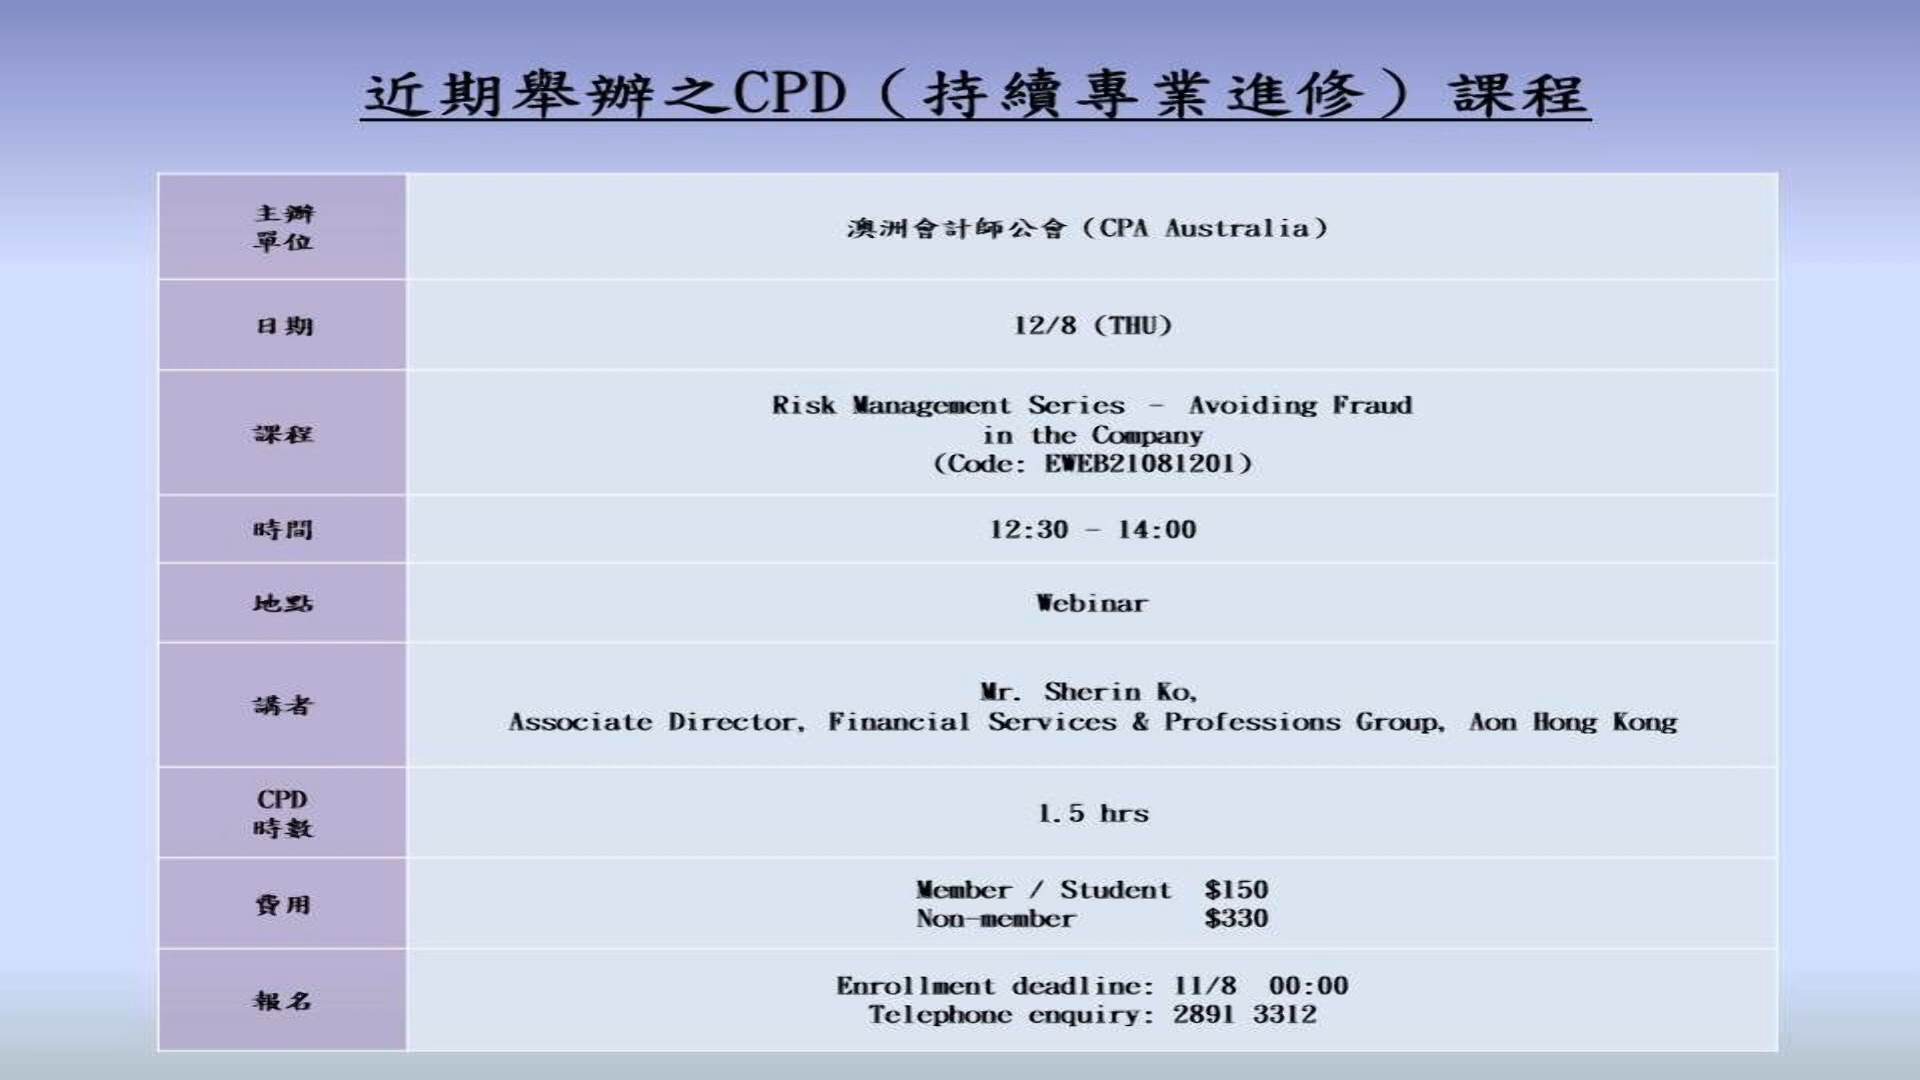 近期舉辦之CPD（持續專業進修）課程
主辦
單位
澳洲會計師公會（CPA Australia）
日期
12/8 (THU)
課程
Risk Management Series - Avoiding Fraud
in the Company
(Code: EWEB21081201)
時間
12:30 - 14:00
地點
Webinar
講者
Mr. Sherin Ko,
Associate Director, Financial Services & Professions Group, Aon Hong Kong
CPD
時數
1.5 hrs
費用
Member / Student $150
Non-member $330
報名
Enrollment deadline: 11/8 00:00
Telephone enquiry: 2891 3312